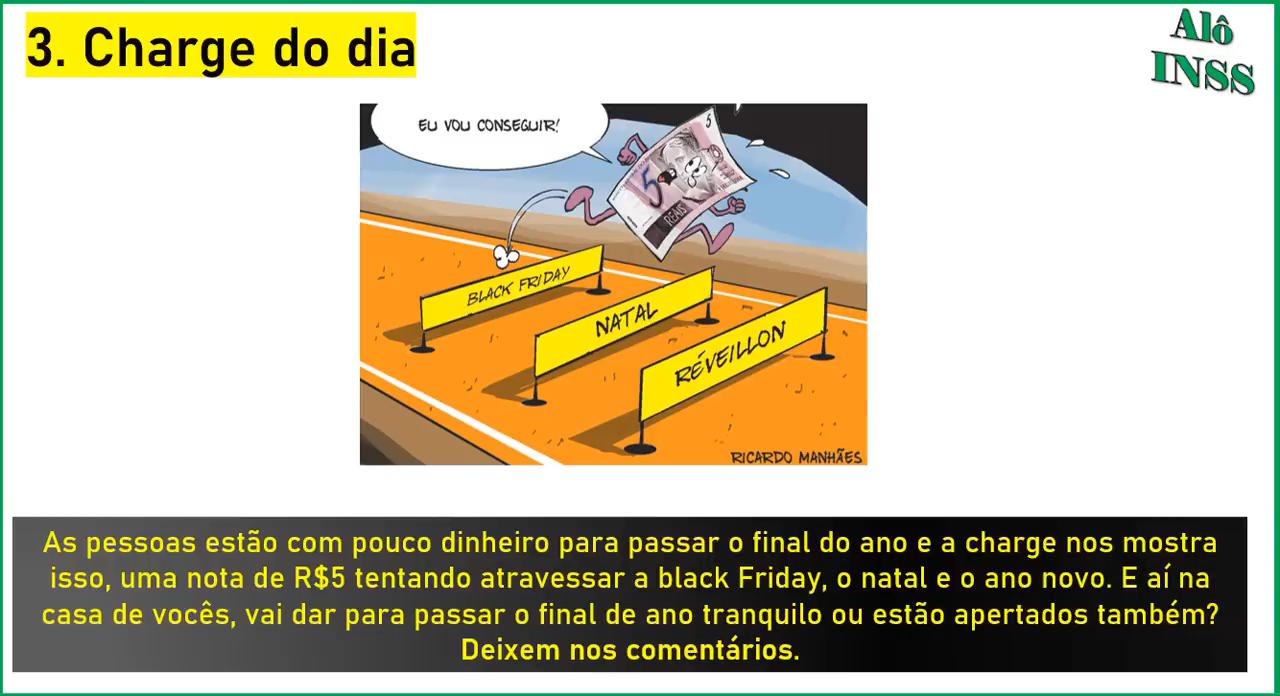 3. Charge do dia
Alô
INSS
EU VOU CONSEGUIR!
5
5
REAIS
BLACK FRIDAY
NATAL
RÉVEILLON
RICARDO MANHÃES
As pessoas estão com pouco dinheiro para passar o final do ano e a charge nos mostra
isso, uma nota de R$5 tentando atravessar a black Friday, o natal e o ano novo. E aí na
casa de vocês, vai dar para passar o final de ano tranquilo ou estão apertados também?
Deixem nos comentários.